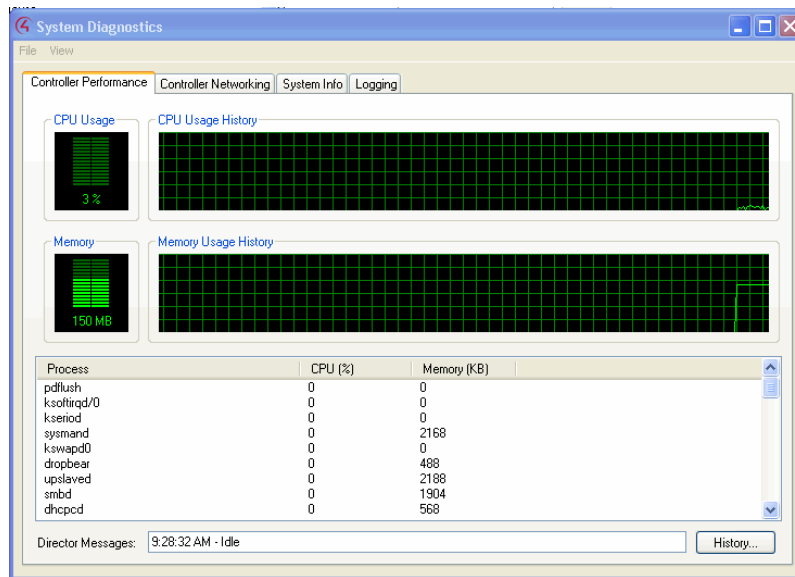 System Diagnostics
File View
Controller Performance Controller Networking System Info Logging
CPU Usage CPU Usage History
3 %
Memory Memory Usage History
150 MB
Process CPU (%) Memory (KB)
pdflush 0 0
ksoftirqd/0 0 0
kseriod 0 0
sysmand 0 2168
kswapd0 0 0
dropbear 0 488
upslaved 0 2188
smbd 0 1904
dhcpcd 0 568
Director Messages: 9:28:32 AM - Idle History...